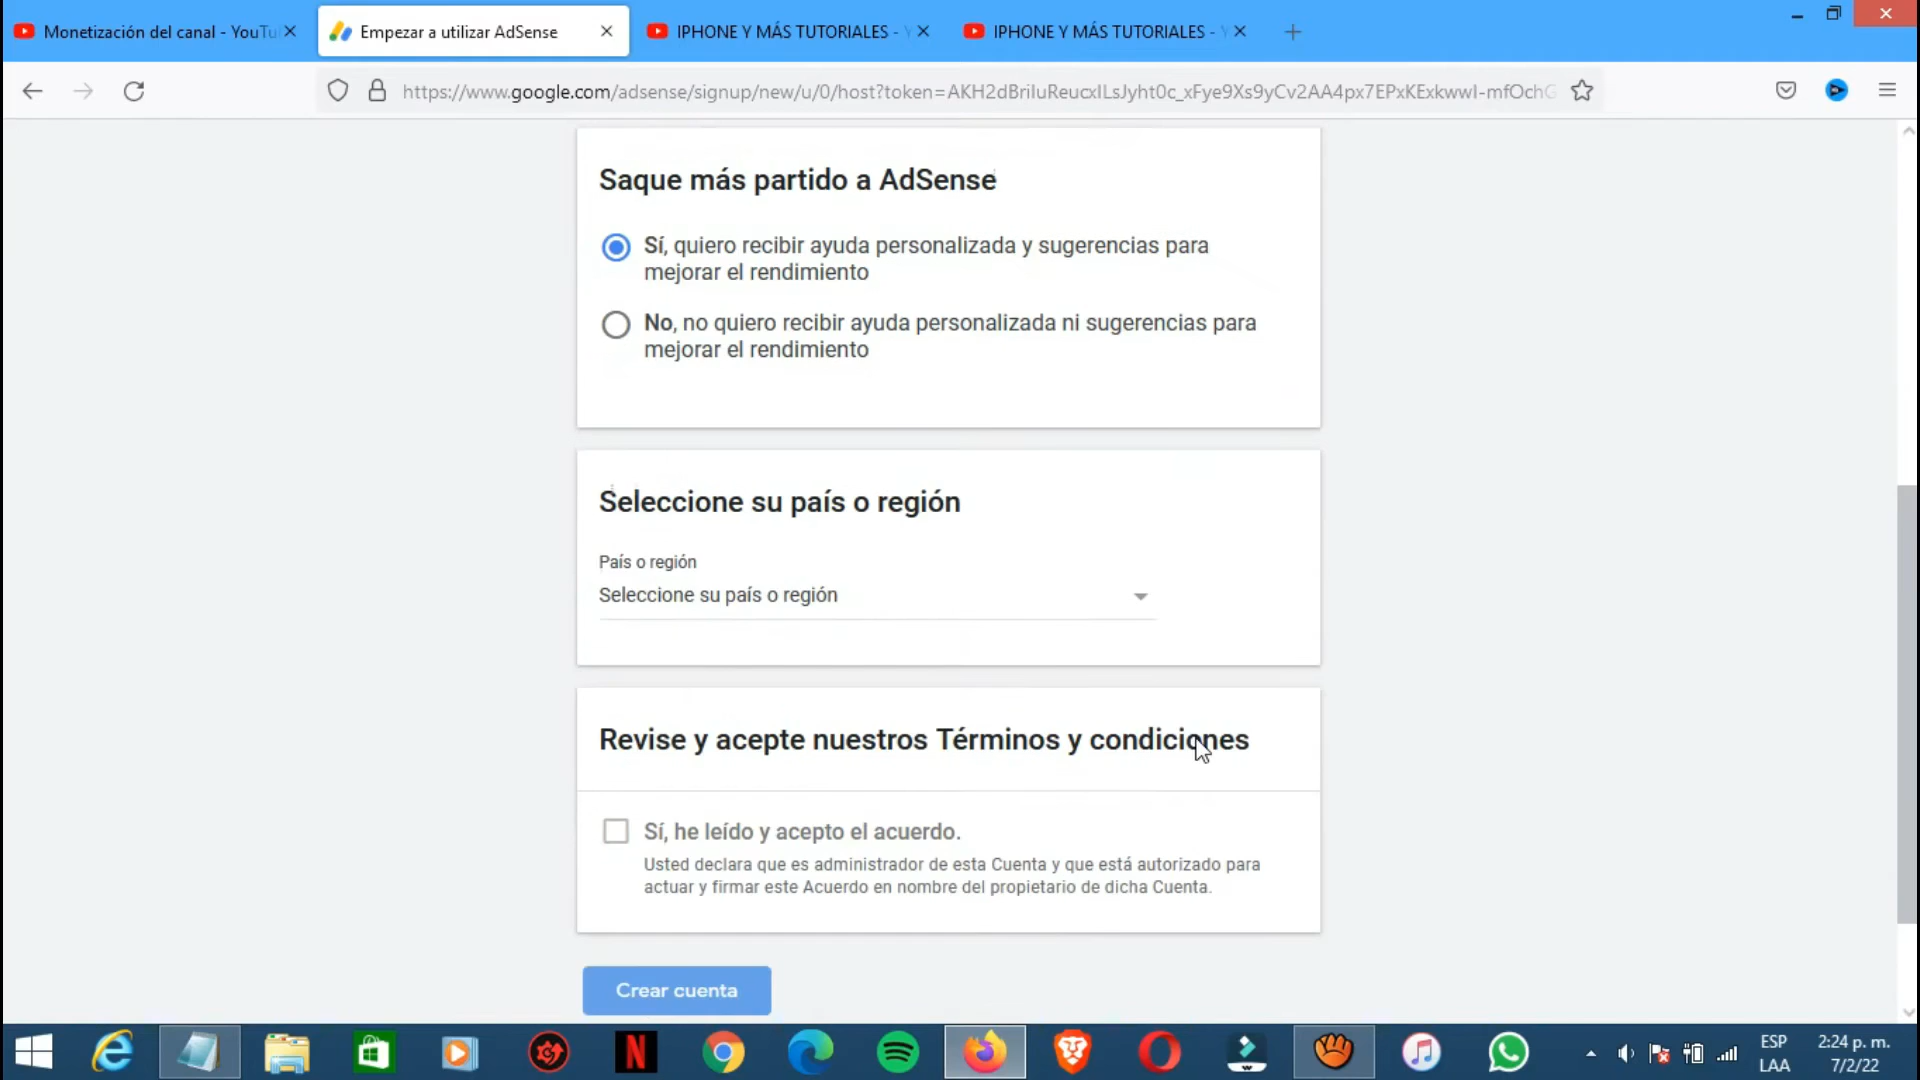 Monetización del canal - YouTu
Empezar a utilizar AdSense
IPHONE Y MÁS TUTORIALES -
IPHONE Y MÁS TUTORIALES -
https://www.google.com/adsense/signup/new/u/0/host?token=AKH2dBriIuReucxILsJyht0c_xFye9Xs9yCv2AA4px7EPxKExkwwI-mfOchG
Saque más partido a AdSense
Sí, quiero recibir ayuda personalizada y sugerencias para
mejorar el rendimiento
No, no quiero recibir ayuda personalizada ni sugerencias para
mejorar el rendimiento
Seleccione su país o región
País o región
Seleccione su país o región
Revise y acepte nuestros Términos y condiciones
Sí, he leído y acepto el acuerdo.
Usted declara que es administrador de esta Cuenta y que está autorizado para
actuar y firmar este Acuerdo en nombre del propietario de dicha Cuenta.
Crear cuenta
ESP
LAA
2:24 p. m.
7/2/22